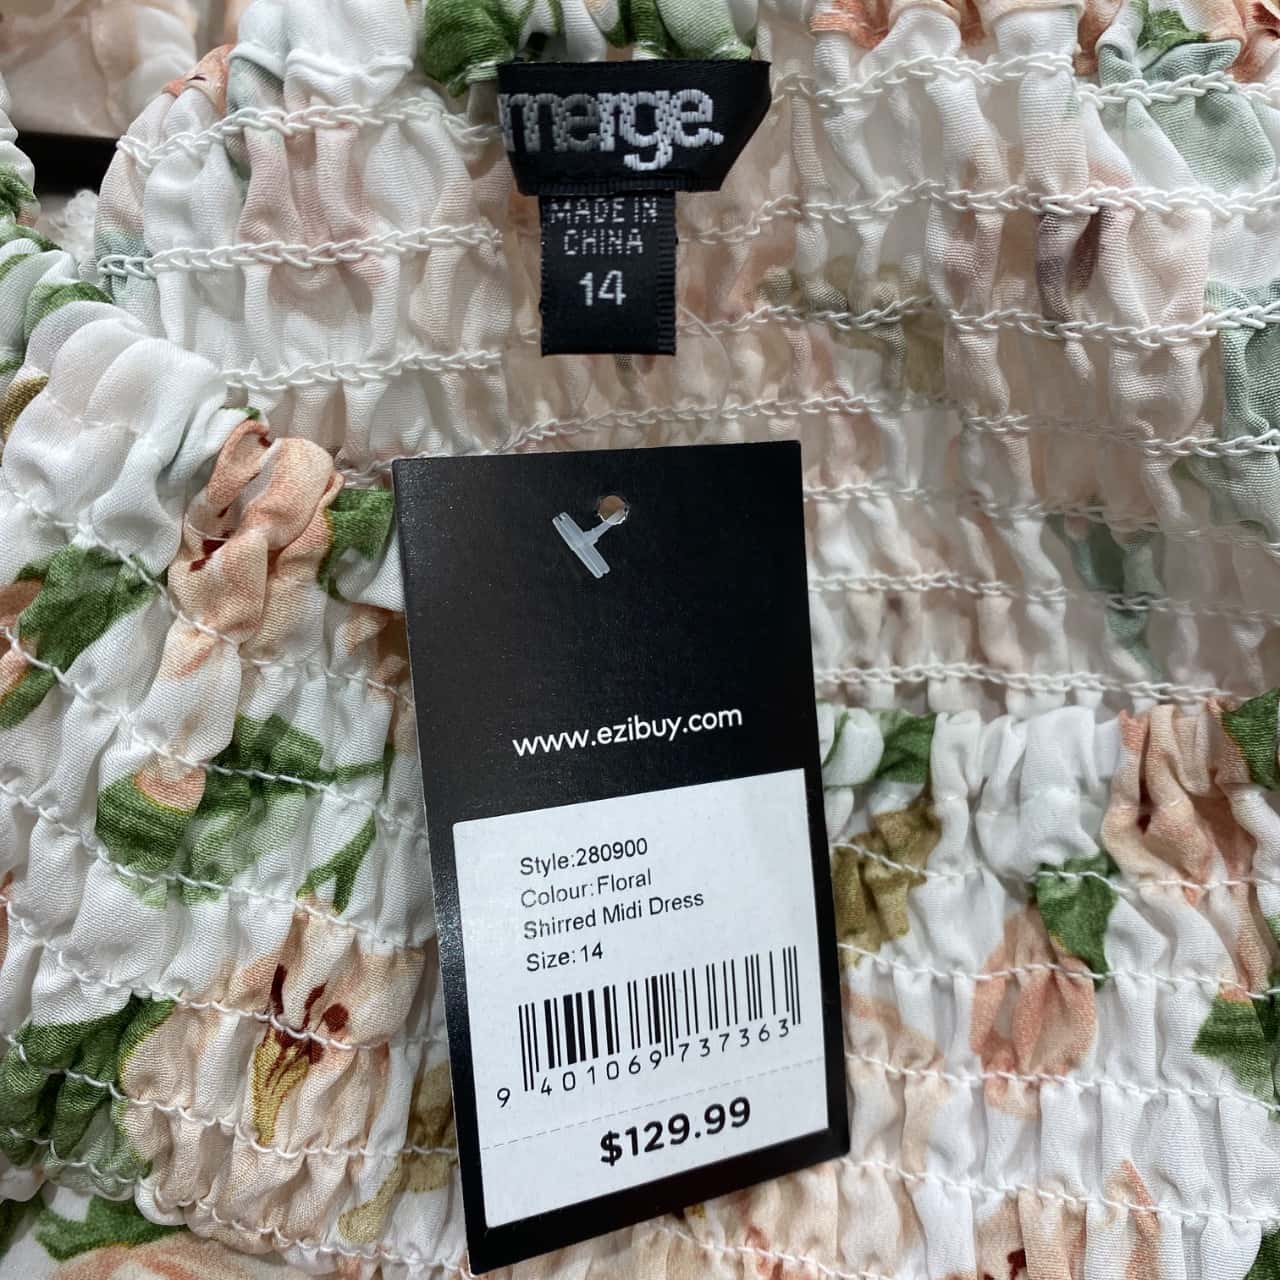 merge.
MADE IN
CHINA
14
www.ezibuy.com
Style:280900
Colour:Floral
Shirred Midi Dress
Size:14
9 401069 737363
$129.99